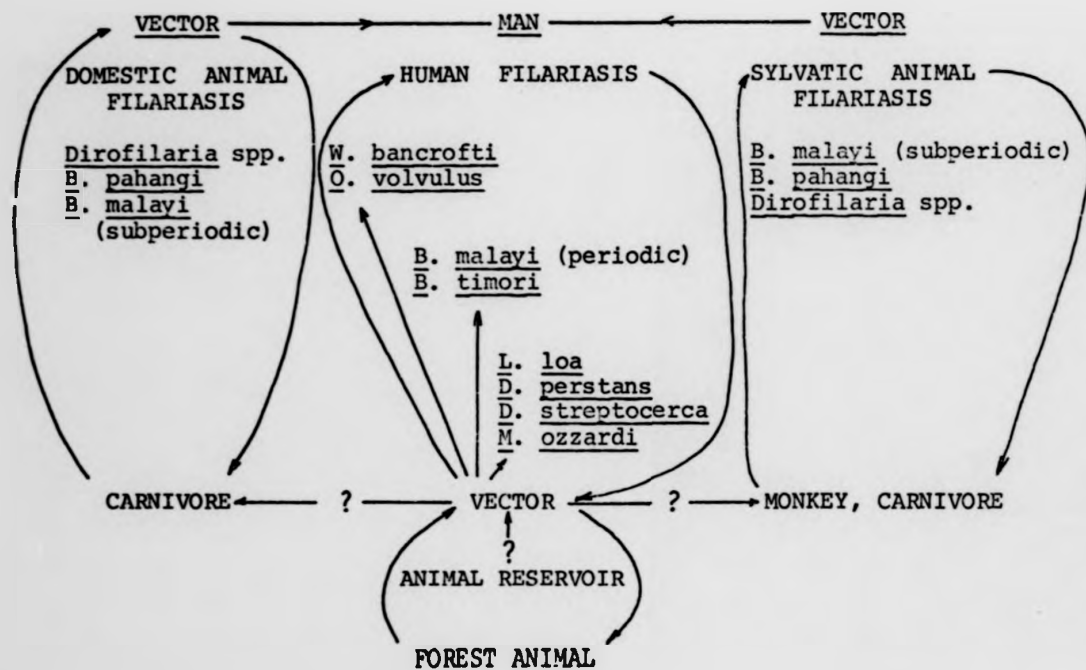 VECTOR MAN VECTOR
DOMESTIC ANIMAL
FILARIASIS
HUMAN FILARIASIS
SYLVATIC ANIMAL
FILARIASIS
Dirofilaria spp.
B. pahangi
B. malayi
(subperiodic)
W. bancrofti
O. volvulus
B. malayi (subperiodic)
B. pahangi
Dirofilaria spp.
B. malayi (periodic)
B. timori
L. loa
D. perstans
D. streptocerca
M. ozzardi
CARNIVORE ? VECTOR ? MONKEY, CARNIVORE
?
ANIMAL RESERVOIR
FOREST ANIMAL